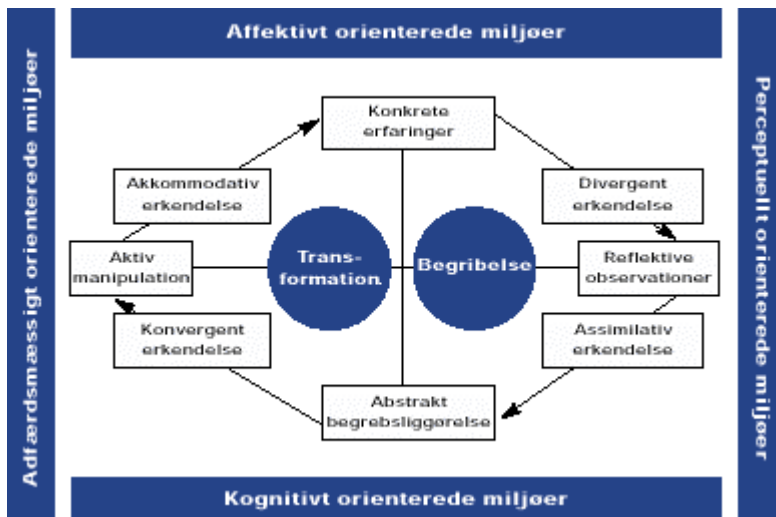 Affektivt orienterede miljøer
Adfærdsmæssigt orienterede miljøer
Perceptuellt orienterede miljøer
Konkrete
erfaringer
Akkommodativ
erkendelse
Divergent
erkendelse
Aktiv
manipulation
Trans-
formation
Begribelse
Reflektive
observationer
Konvergent
erkendelse
Assimilativ
erkendelse
Abstrakt
begrebsliggørelse
Kognitivt orienterede miljøer